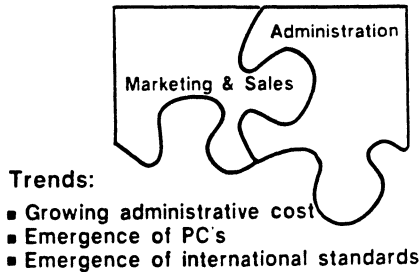 Administration
Marketing & Sales
Trends:
▪ Growing administrative cost
▪ Emergence of PC's
▪ Emergence of international standards